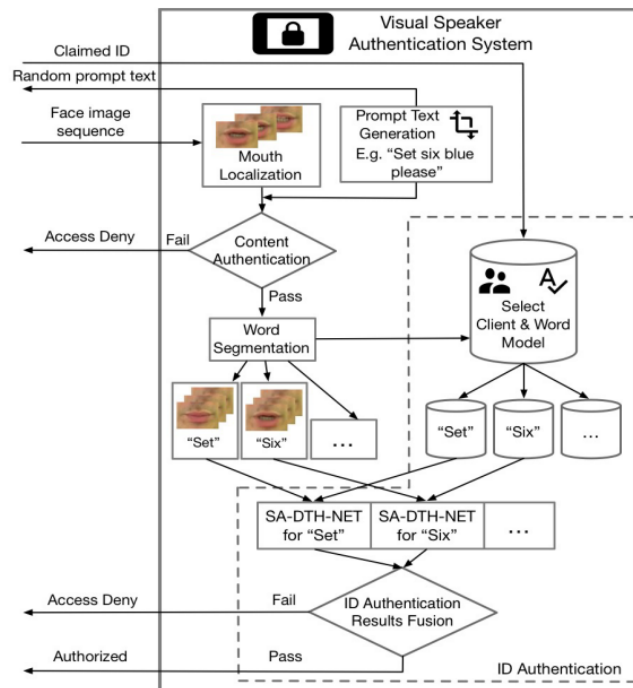 Visual Speaker
Authentication System
Claimed ID
Random prompt text
Face image
sequence
Mouth
Localization
Prompt Text
Generation
E.g. “Set six blue
please”
Access Deny
Fail
Content
Authentication
Pass
Word
Segmentation
A
Select
Client & Word
Model
“Set”
“Six”
...
“Set”
“Six”
...
SA-DTH-NET
for “Set”
SA-DTH-NET
for “Six”
...
Access Deny
Fail
ID Authentication
Results Fusion
Authorized
Pass
ID Authentication